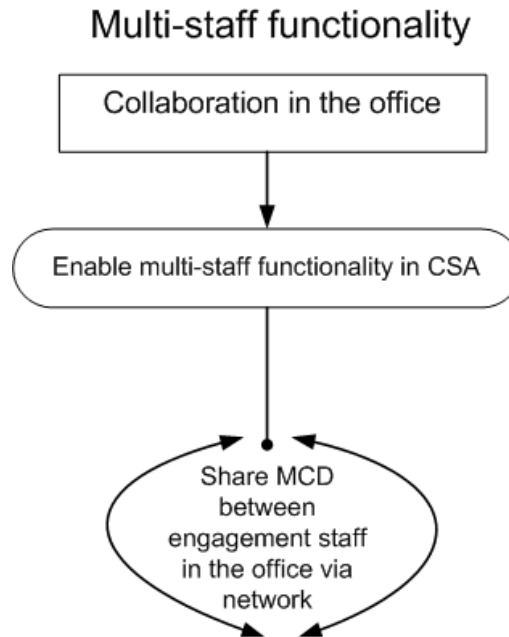 Multi-staff functionality
Collaboration in the office
Enable multi-staff functionality in CSA
Share MCD
between
engagement staff
in the office via
network